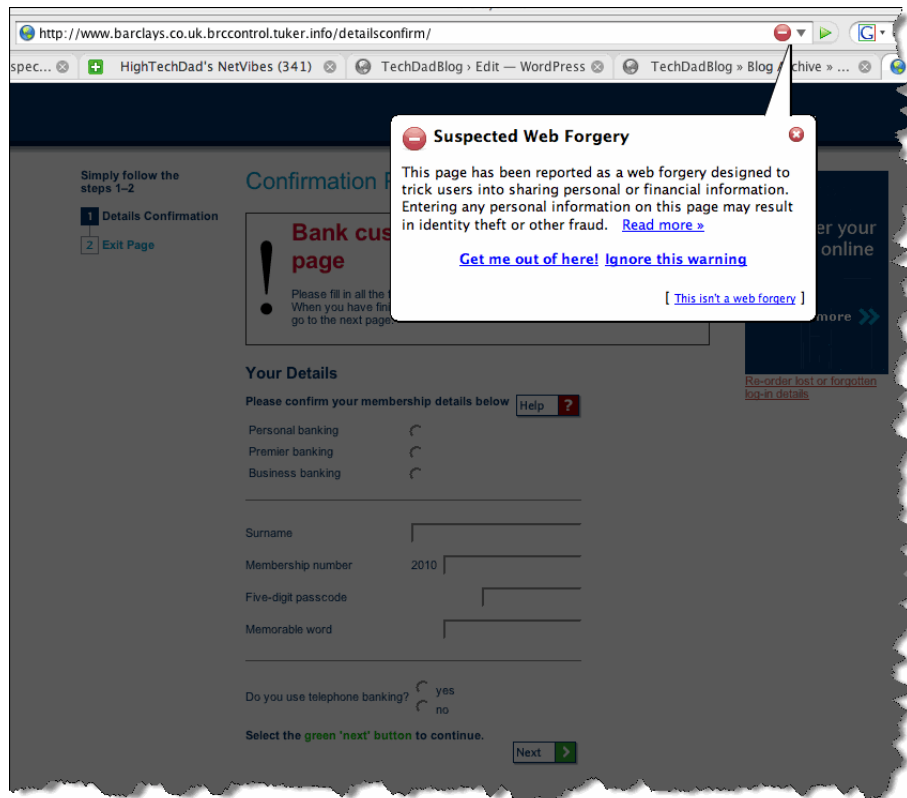 http://www.barclays.co.uk.brccontrol.tuker.info/detailsconfirm/
G
spec...
HighTechDad's NetVibes (341)
TechDadBlog › Edit — WordPress
TechDadBlog » Blog Archive » ...
Suspected Web Forgery
This page has been reported as a web forgery designed to
trick users into sharing personal or financial information.
Entering any personal information on this page may result
in identity theft or other fraud. Read more »
Get me out of here! Ignore this warning
[ This isn't a web forgery ]
Simply follow the
steps 1–2
1 Details Confirmation
2 Exit Page
Confirmation
! Bank cus
page
Please fill in all the
When you have fini
go to the next page.
er your
online
more
Re-order lost or forgotten
log-in details
Your Details
Please confirm your membership details below
Help ?
Personal banking
Premier banking
Business banking
Surname
Membership number 2010
Five-digit passcode
Memorable word
Do you use telephone banking?
yes
no
Select the green 'next' button to continue.
Next >